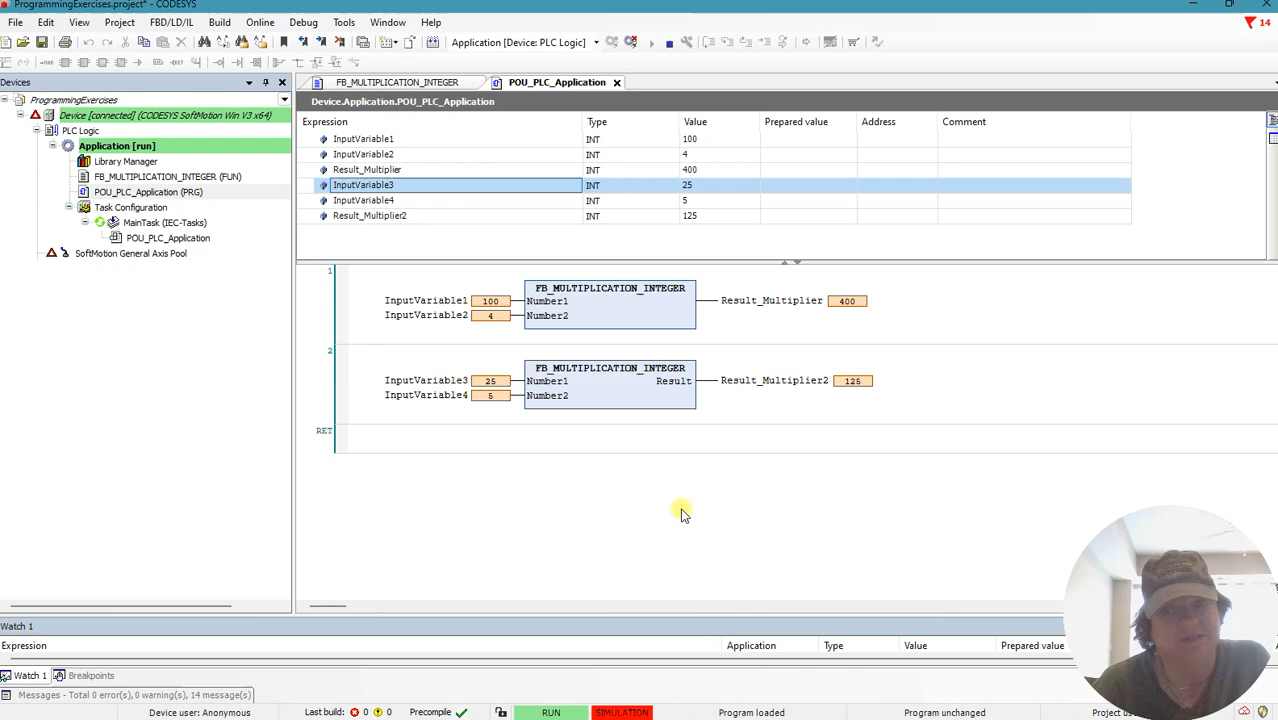 ProgrammingExercises.project* - CODESYS
File Edit View Project FBD/LD/IL Build Online Debug Tools Window Help
14
Application [Device: PLC Logic]
Devices
ProgrammingExercises
Device [connected] (CODESYS SoftMotion Win V3 x64)
PLC Logic
Application [run]
Library Manager
FB_MULTIPLICATION_INTEGER (FUN)
POU_PLC_Application (PRG)
Task Configuration
MainTask (IEC-Tasks)
POU_PLC_Application
SoftMotion General Axis Pool
FB_MULTIPLICATION_INTEGER POU_PLC_Application
Device.Application.POU_PLC_Application
Expression Type Value Prepared value Address Comment
InputVariable1 INT 100
InputVariable2 INT 4
Result_Multiplier INT 400
InputVariable3 INT 25
InputVariable4 INT 5
Result_Multiplier2 INT 125
1
FB_MULTIPLICATION_INTEGER
InputVariable1 100 Number1 Result_Multiplier 400
InputVariable2 4 Number2
2
FB_MULTIPLICATION_INTEGER
InputVariable3 25 Number1 Result Result_Multiplier2 125
InputVariable4 5 Number2
RET
Watch 1
Expression Application Type Value Prepared value
Watch 1 Breakpoints
Messages - Total 0 error(s), 0 warning(s), 14 message(s)
Device user: Anonymous Last build: 0 0 Precompile RUN SIMULATION Program loaded Program unchanged